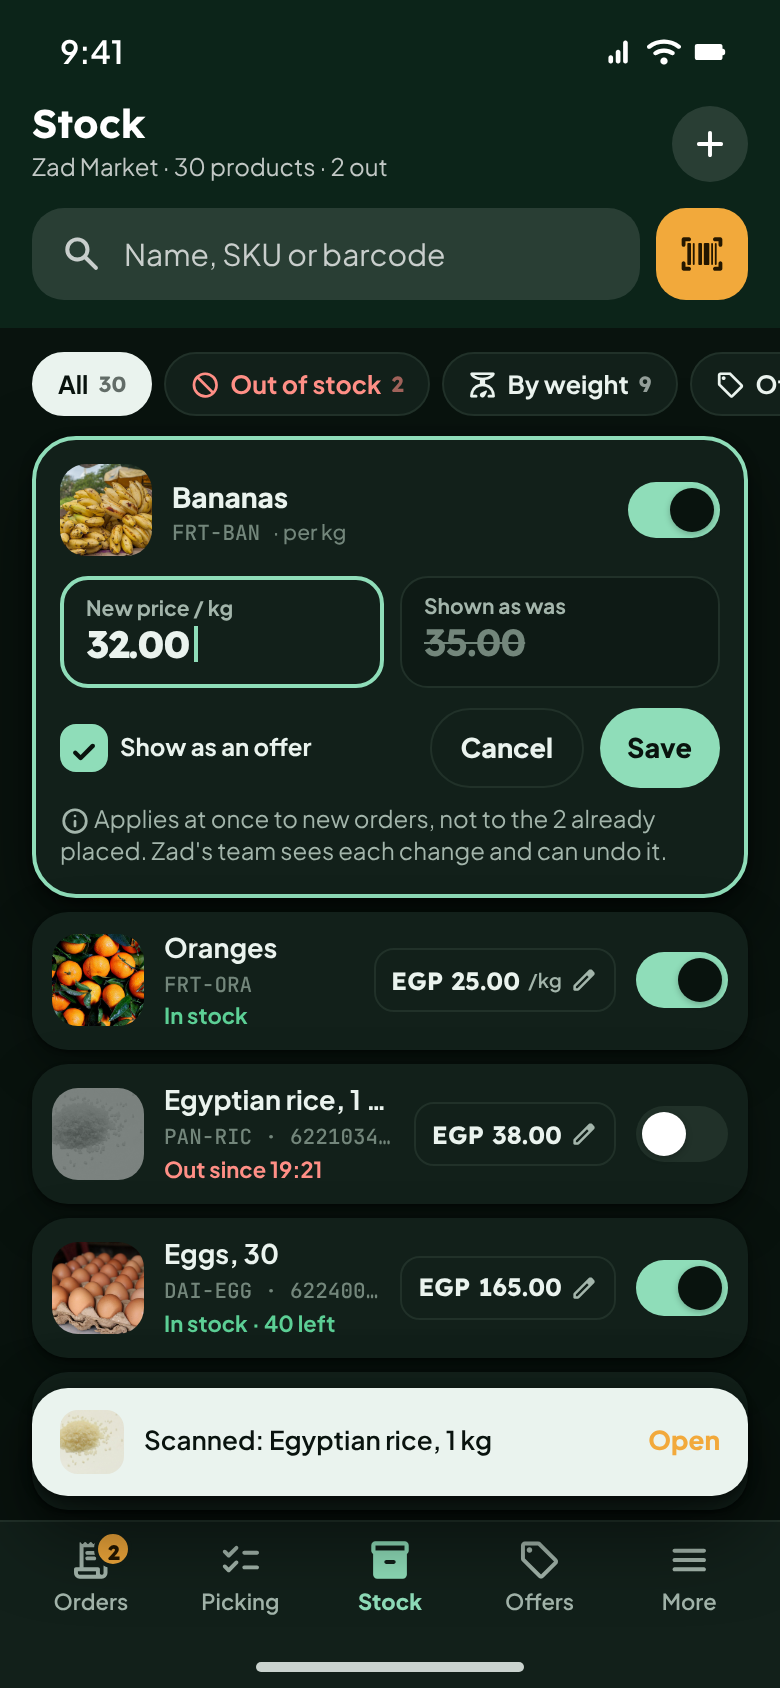 9:41
Stock
Zad Market · 30 products · 2 out
Name, SKU or barcode
All 30
Out of stock 2
By weight 9
Bananas
FRT-BAN · per kg
New price / kg
32.00
Shown as was
35.00
Show as an offer
Cancel
Save
Applies at once to new orders, not to the 2 already
placed. Zad's team sees each change and can undo it.
Oranges
FRT-ORA
In stock
EGP 25.00 /kg
Egyptian rice, 1 ...
PAN-RIC · 6221034...
Out since 19:21
EGP 38.00
Eggs, 30
DAI-EGG · 622400...
In stock · 40 left
EGP 165.00
Scanned: Egyptian rice, 1 kg
Open
2
Orders
Picking
Stock
Offers
More